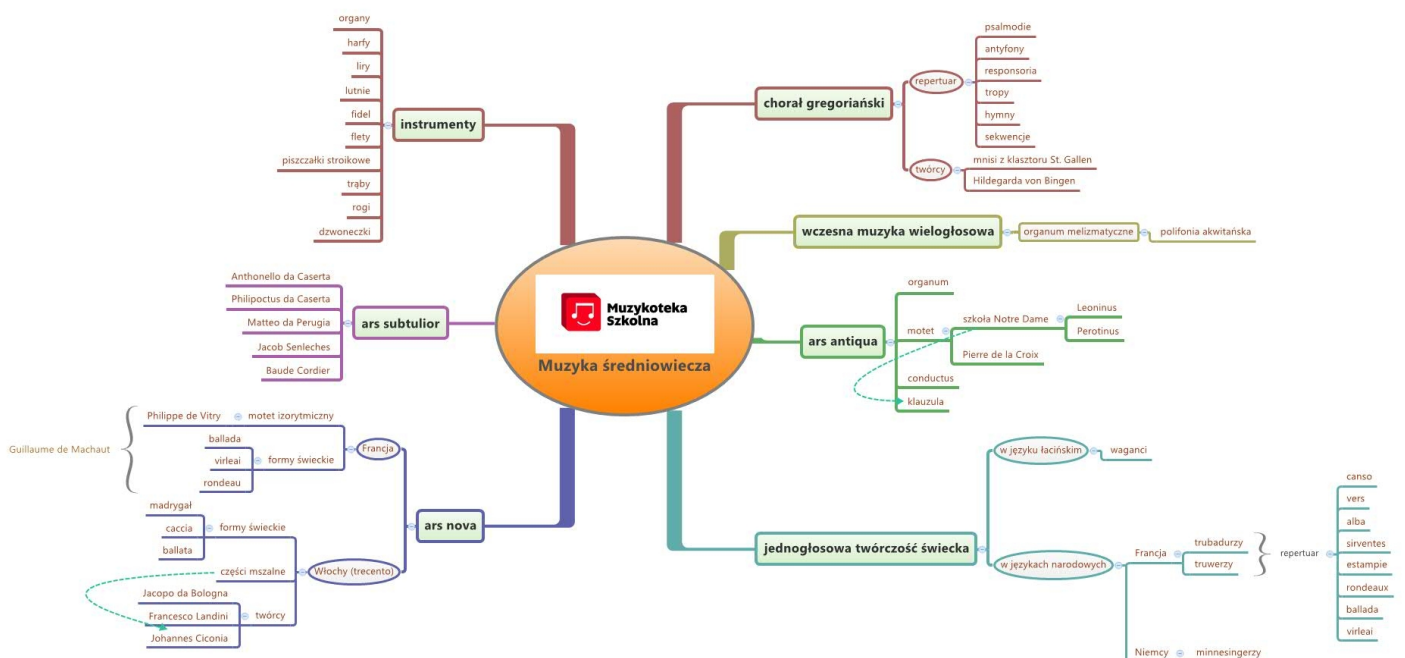 organy
harfy
liry
lutnie
fidel
flety
piszczałki stroikowe
trąby
rogi
dzwoneczki
instrumenty
Anthonello da Caserta
Philipoctus da Caserta
Matteo da Perugia
Jacob Senleches
Baude Cordier
ars subtulior
Muzykoteka
Szkolna
Muzyka średniowiecza
chorał gregoriański
repertuar
psalmodie
antyfony
responsoria
tropy
hymny
sekwencje
twórcy
mnisi z klasztoru St. Gallen
Hildegarda von Bingen
wczesna muzyka wielogłosowa
organum melizmatyczne
polifonia akwitańska
ars antiqua
organum
motet
szkoła Notre Dame
Leoninus
Perotinus
Pierre de la Croix
conductus
klauzula
Guillaume de Machaut
Philippe de Vitry
motet izorytmiczny
ballada
virleai
rondeau
formy świeckie
Francja
madrygał
caccia
ballata
formy świeckie
części mszalne
Jacopo da Bologna
Francesco Landini
Johannes Ciconia
twórcy
Włochy (trecento)
ars nova
jednogłosowa twórczość świecka
w języku łacińskim
waganci
w językach narodowych
Francja
trubadurzy
truwerzy
repertuar
canso
vers
alba
sirventes
estampie
rondeaux
ballada
virleai
Niemcy
minnesingerzy